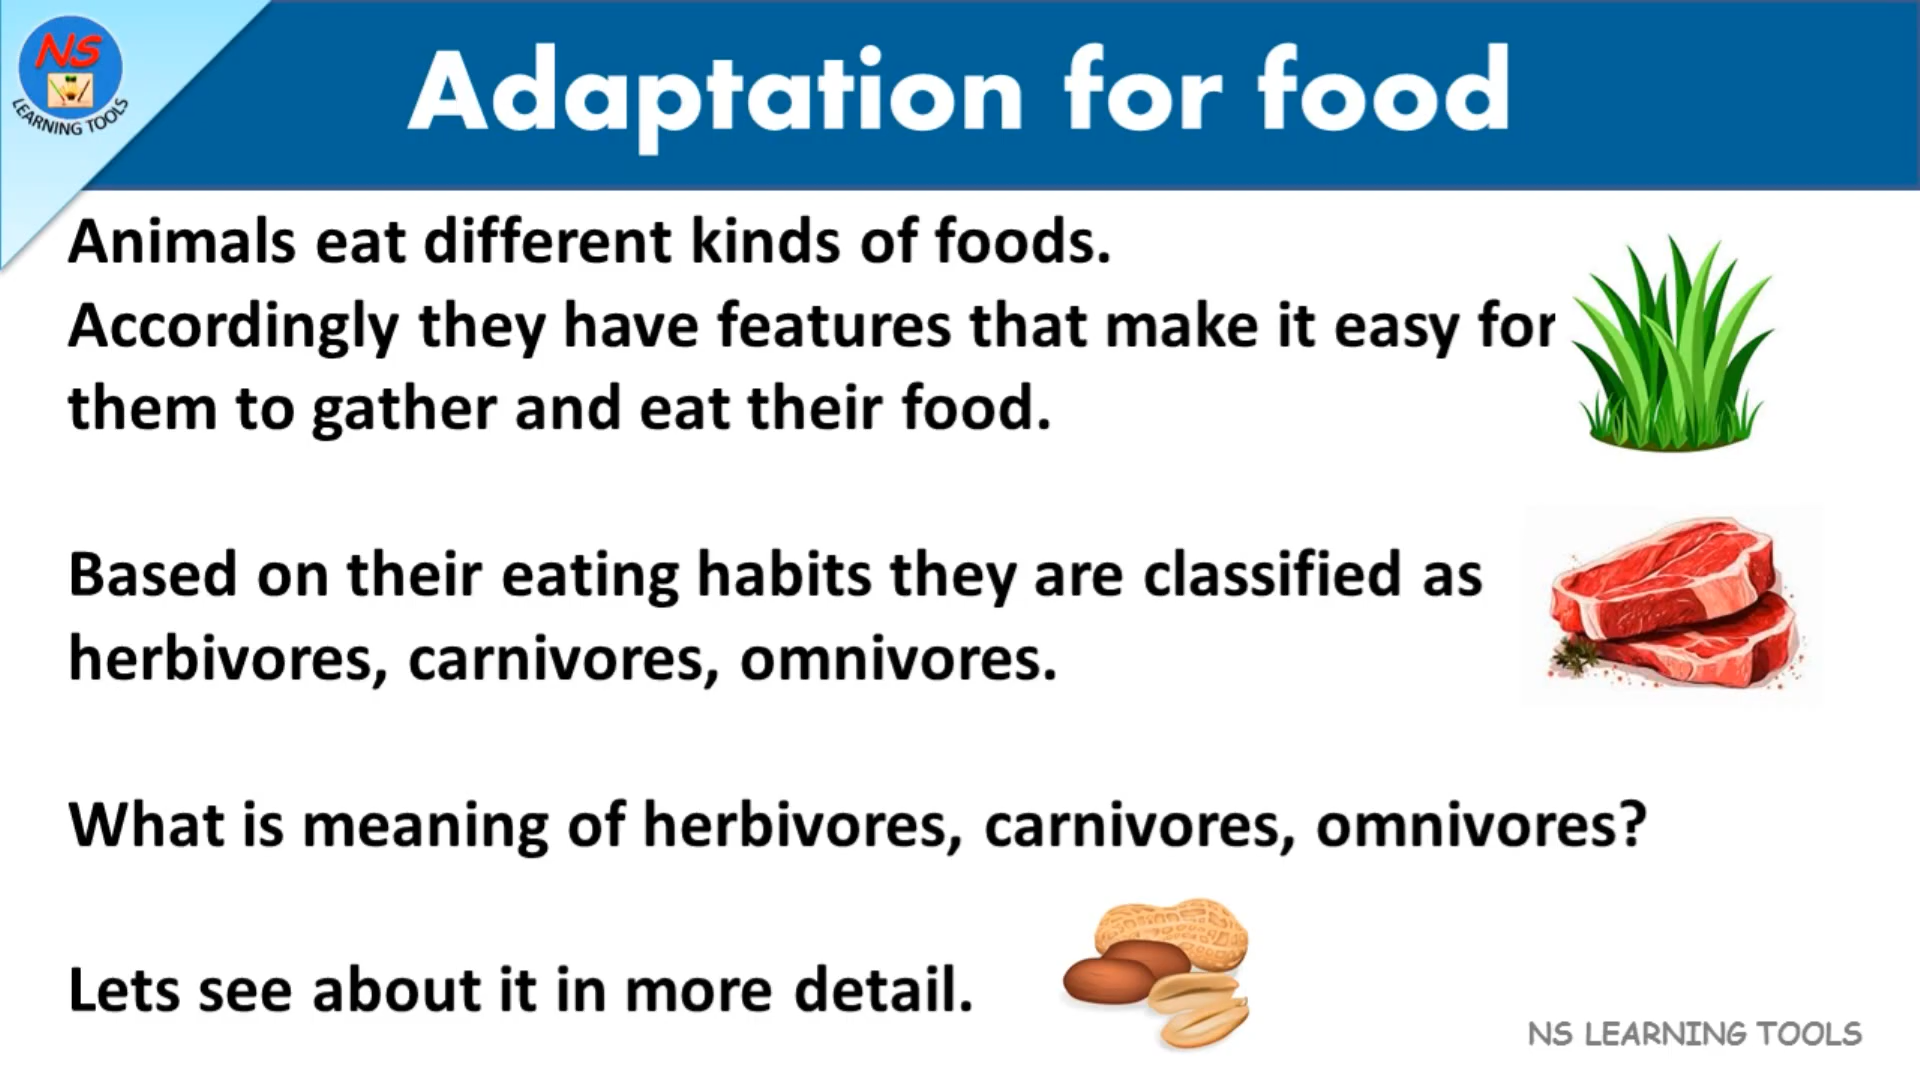 NS
LEARNING TOOLS
Adaptation for food
Animals eat different kinds of foods.
Accordingly they have features that make it easy for
them to gather and eat their food.
Based on their eating habits they are classified as
herbivores, carnivores, omnivores.
What is meaning of herbivores, carnivores, omnivores?
Lets see about it in more detail.
NS LEARNING TOOLS